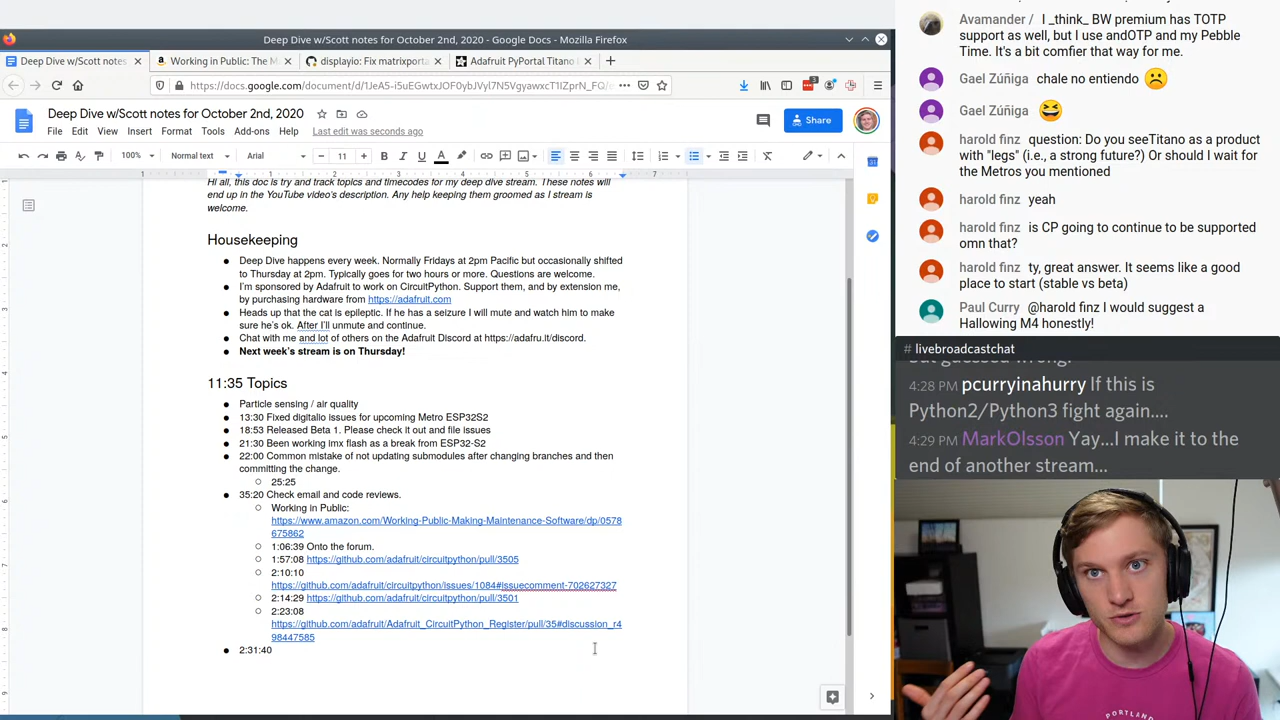 Deep Dive w/Scott notes for October 2nd, 2020 - Google Docs - Mozilla Firefox
Deep Dive w/Scott notes
Working in Public: The M
displayio: Fix matrixporta
Adafruit PyPortal Titano
https://docs.google.com/document/d/1JeA5-i5uEGwtxJOF0ybJVyl7N5VgyawxcT1IZprN_FQ/e
Deep Dive w/Scott notes for October 2nd, 2020
File Edit View Insert Format Tools Add-ons Help Last edit was seconds ago
Share
100% Normal text Arial 11
Hi all, this doc is try and track topics and timecodes for my deep dive stream. These notes will
end up in the YouTube video's description. Any help keeping them groomed as I stream is
welcome.
Housekeeping
Deep Dive happens every week. Normally Fridays at 2pm Pacific but occasionally shifted
to Thursday at 2pm. Typically goes for two hours or more. Questions are welcome.
I'm sponsored by Adafruit to work on CircuitPython. Support them, and by extension me,
by purchasing hardware from https://adafruit.com
Heads up that the cat is epileptic. If he has a seizure I will mute and watch him to make
sure he's ok. After I'll unmute and continue.
Chat with me and lot of others on the Adafruit Discord at https://adafru.it/discord.
Next week's stream is on Thursday!
11:35 Topics
Particle sensing / air quality
13:30 Fixed digitalio issues for upcoming Metro ESP32S2
18:53 Released Beta 1. Please check it out and file issues
21:30 Been working imx flash as a break from ESP32-S2
22:00 Common mistake of not updating submodules after changing branches and then
committing the change.
25:25
35:20 Check email and code reviews.
Working in Public:
https://www.amazon.com/Working-Public-Making-Maintenance-Software/dp/0578
675862
1:06:39 Onto the forum.
1:57:08 https://github.com/adafruit/circuitpython/pull/3505
2:10:10
https://github.com/adafruit/circuitpython/issues/1084#issuecomment-702627327
2:14:29 https://github.com/adafruit/circuitpython/pull/3501
2:23:08
https://github.com/adafruit/Adafruit_CircuitPython_Register/pull/35#discussion_r4
98447585
2:31:40
Avamander / I _think_ BW premium has TOTP
support as well, but I use andOTP and my Pebble
Time. It's a bit comfier that way for me.
Gael Zúñiga chale no entiendo
Gael Zúñiga
harold finz question: Do you seeTitano as a product
with "legs" (i.e., a strong future?) Or should I wait for
the Metros you mentioned
harold finz yeah
harold finz is CP going to continue to be supported
omn that?
harold finz ty, great answer. It seems like a good
place to start (stable vs beta)
Paul Curry @harold finz I would suggest a
Hallowing M4 honestly!
# livebroadcastchat
but guessed wrong.
4:28 PM pcurryinahurry If this is
Python2/Python3 fight again....
4:29 PM MarkOlsson Yay...I make it to the
end of another stream...